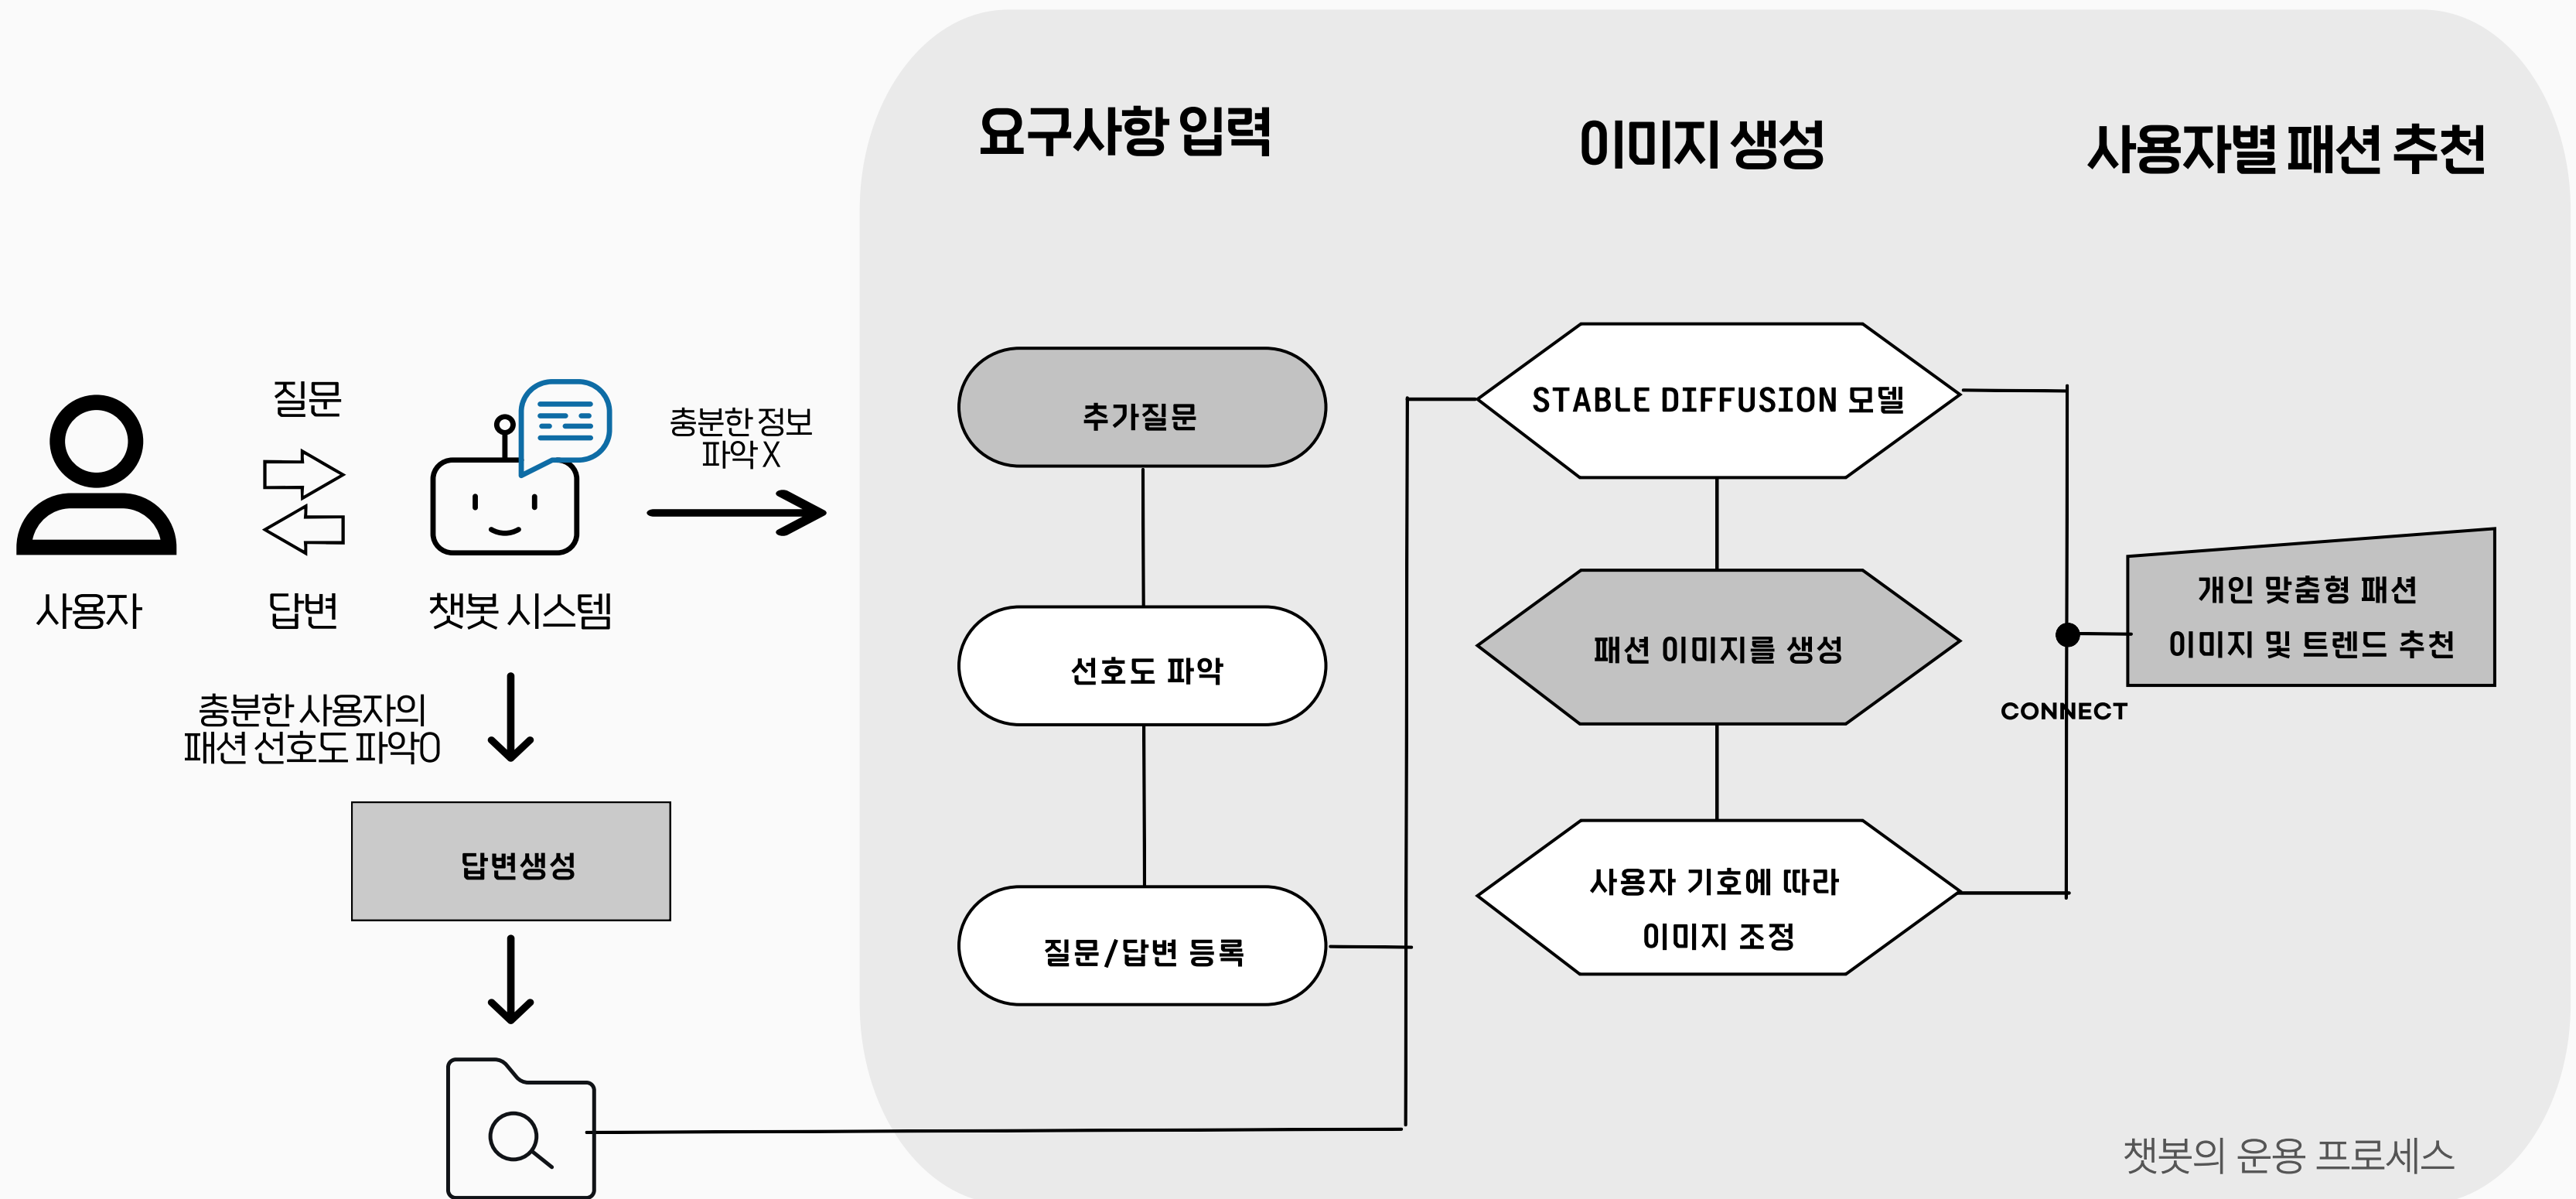 요구사항 입력
이미지 생성
사용자별 패션 추천
질문
답변
사용자
챗봇 시스템
충분한 정보
파악 X
충분한 사용자의
패션 선호도 파악O
답변생성
추가질문
선호도 파악
질문/답변 등록
STABLE DIFFUSION 모델
패션 이미지를 생성
사용자 기호에 따라
이미지 조정
CONNECT
개인 맞춤형 패션
이미지 및 트렌드 추천
챗봇의 운용 프로세스